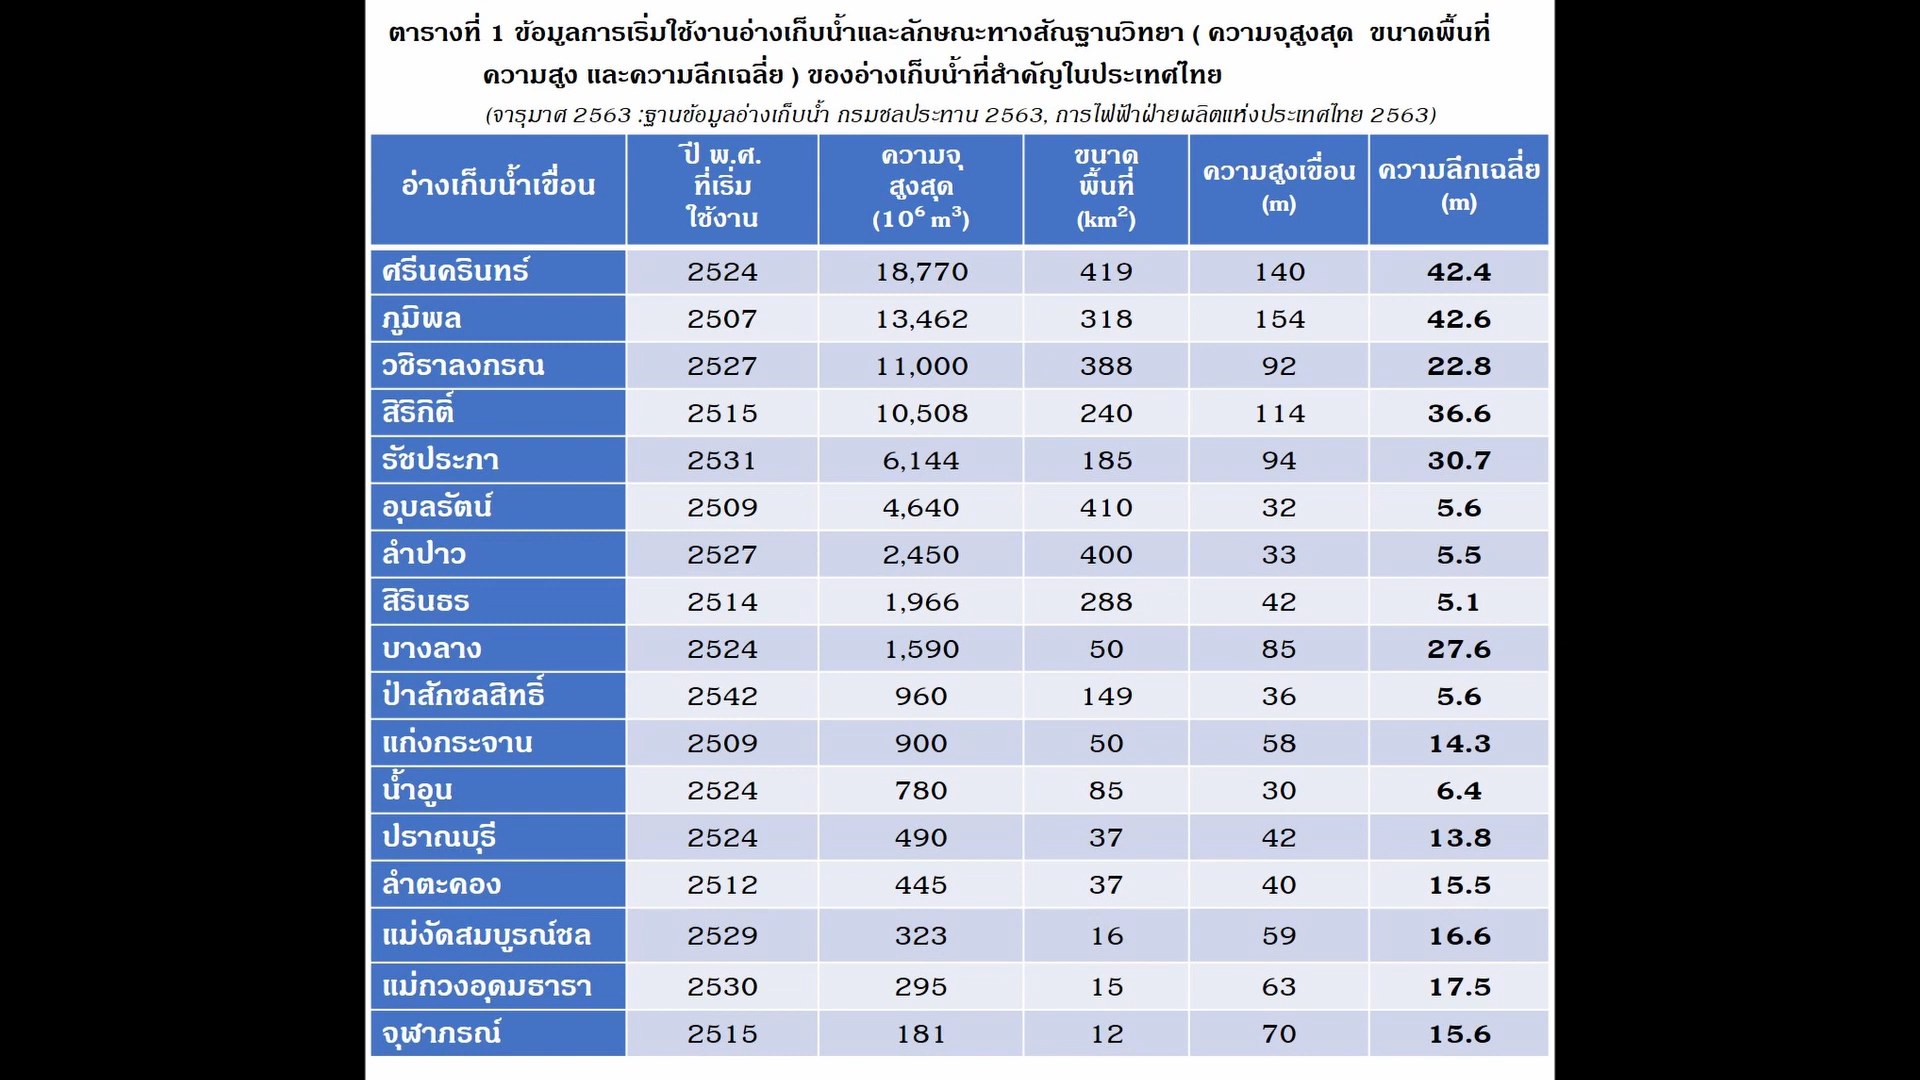 ตารางที่ 1 ข้อมูลการเริ่มใช้งานอ่างเก็บน้ำและลักษณะทางสัณฐานวิทยา ( ความจุสูงสุด ขนาดพื้นที่
ความสูง และความลึกเฉลี่ย ) ของอ่างเก็บน้ำที่สำคัญในประเทศไทย
(จารุมาศ 2563 :ฐานข้อมูลอ่างเก็บน้ำ กรมชลประทาน 2563, การไฟฟ้าฝ่ายผลิตแห่งประเทศไทย 2563)
อ่างเก็บน้ำเขื่อน ปี พ.ศ. ที่เริ่ม ใช้งาน ความจุ สูงสุด (10⁶ m³) ขนาด พื้นที่ (km²) ความสูงเขื่อน (m) ความลึกเฉลี่ย (m)
ศรีนครินทร์ 2524 18,770 419 140 42.4
ภูมิพล 2507 13,462 318 154 42.6
วชิราลงกรณ 2527 11,000 388 92 22.8
สิริกิติ์ 2515 10,508 240 114 36.6
รัชประภา 2531 6,144 185 94 30.7
อุบลรัตน์ 2509 4,640 410 32 5.6
ลำปาว 2527 2,450 400 33 5.5
สิรินธร 2514 1,966 288 42 5.1
บางลาง 2524 1,590 50 85 27.6
ป่าสักชลสิทธิ์ 2542 960 149 36 5.6
แก่งกระจาน 2509 900 50 58 14.3
น้ำอูน 2524 780 85 30 6.4
ปราณบุรี 2524 490 37 42 13.8
ลำตะคอง 2512 445 37 40 15.5
แม่งัดสมบูรณ์ชล 2529 323 16 59 16.6
แม่กวงอุดมธารา 2530 295 15 63 17.5
จุฬาภรณ์ 2515 181 12 70 15.6